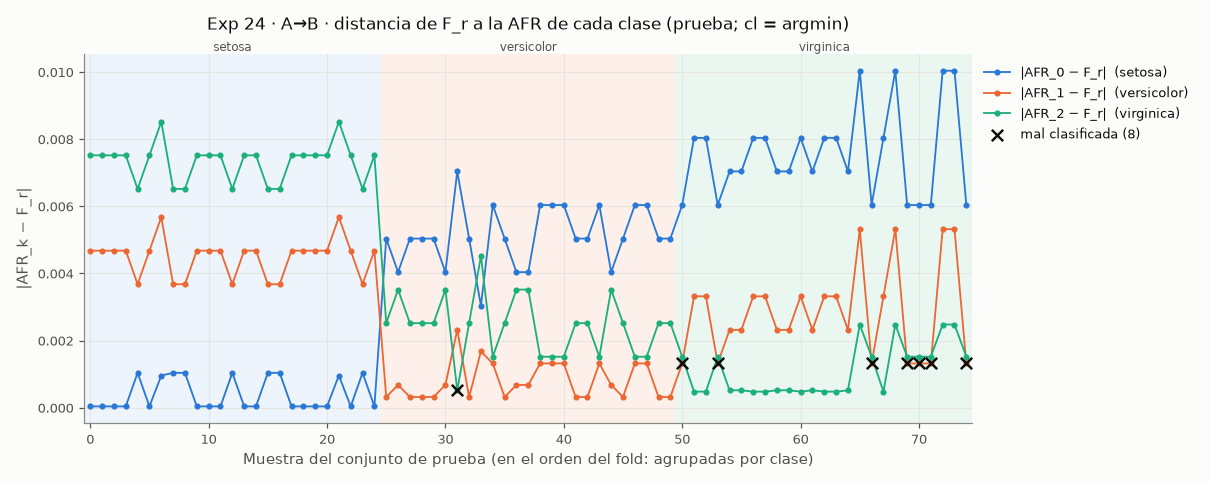 Exp 24 · A→B · distancia de F_r a la AFR de cada clase (prueba; cl = argmin)
setosa
versicolor
virginica
|AFR_k − F_r|
0.010
0.008
0.006
0.004
0.002
0.000
0
10
20
30
40
50
60
70
Muestra del conjunto de prueba (en el orden del fold: agrupadas por clase)
|AFR_0 − F_r| (setosa)
|AFR_1 − F_r| (versicolor)
|AFR_2 − F_r| (virginica)
mal clasificada (8)